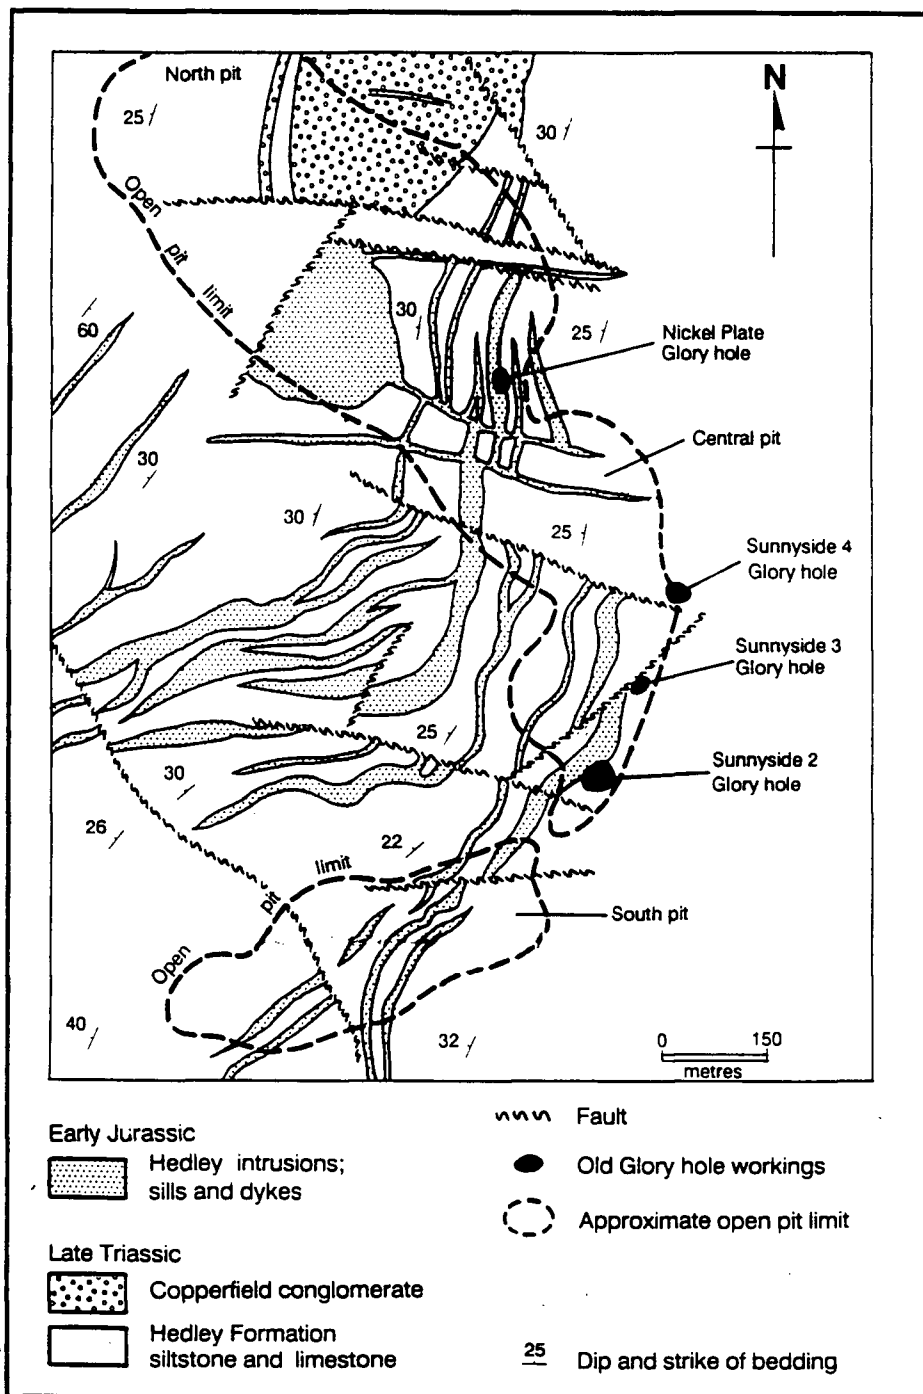 North pit
25
30
N
Open
pit
limit
30
25
60
Nickel Plate
Glory hole
Central pit
30
30
25
Sunnyside 4
Glory hole
Sunnyside 3
Glory hole
25
Sunnyside 2
Glory hole
30
26
22
limit
pit
Open
South pit
40
32
0 150
metres
Early Jurassic
Hedley intrusions;
sills and dykes
Late Triassic
Copperfield conglomerate
Hedley Formation
siltstone and limestone
Fault
Old Glory hole workings
Approximate open pit limit
25
Dip and strike of bedding